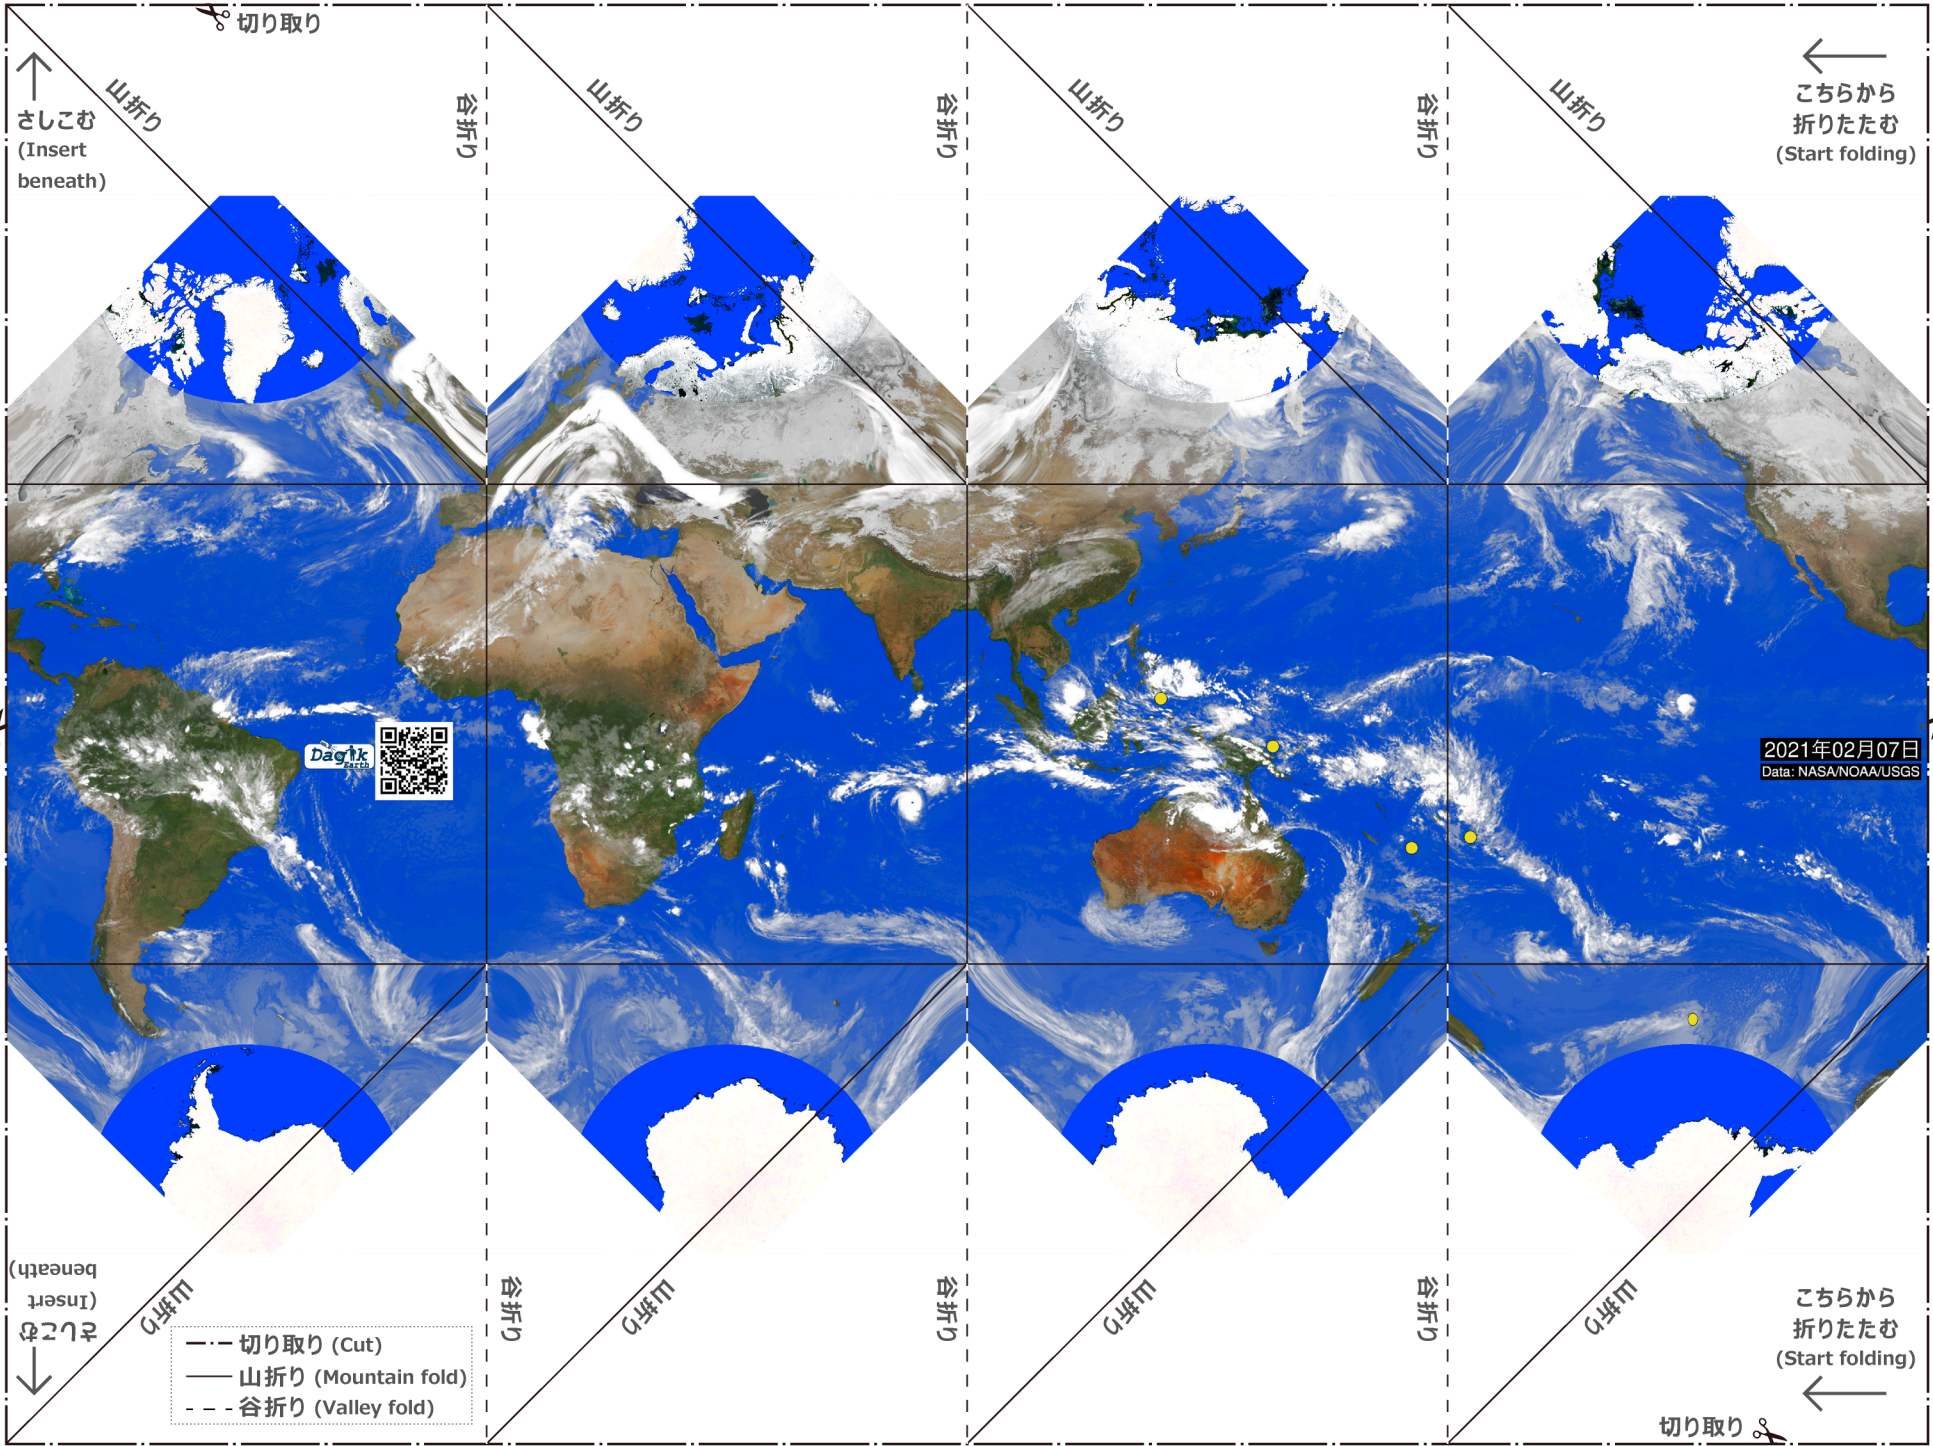 切り取り
山折り
谷折り
山折り
谷折り
山折り
谷折り
山折り
さしこむ
(Insert
beneath)
こちらから
折りたたむ
(Start folding)
Dagik
Earth
2021年02月07日
Data: NASA/NOAA/USGS
さしこむ
(Insert
beneath)
山折り
谷折り
山折り
谷折り
山折り
谷折り
山折り
こちらから
折りたたむ
(Start folding)
切り取り (Cut)
山折り (Mountain fold)
谷折り (Valley fold)
切り取り